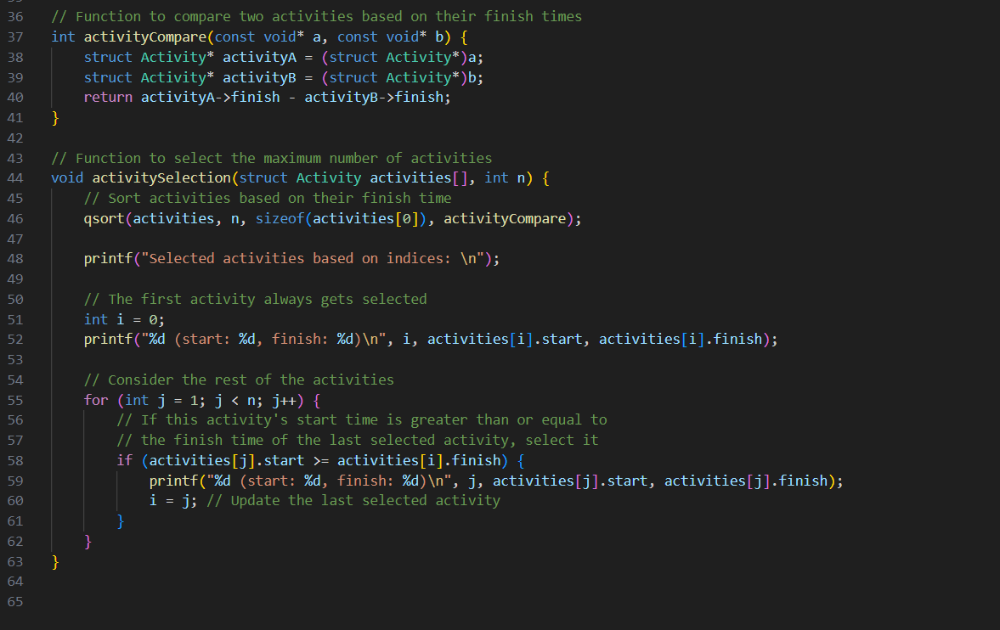 36 // Function to compare two activities based on their finish times
37 int activityCompare(const void* a, const void* b) {
38     struct Activity* activityA = (struct Activity*)a;
39     struct Activity* activityB = (struct Activity*)b;
40     return activityA->finish - activityB->finish;
41 }
42
43 // Function to select the maximum number of activities
44 void activitySelection(struct Activity activities[], int n) {
45     // Sort activities based on their finish time
46     qsort(activities, n, sizeof(activities[0]), activityCompare);
47
48     printf("Selected activities based on indices: \n");
49
50     // The first activity always gets selected
51     int i = 0;
52     printf("%d (start: %d, finish: %d)\n", i, activities[i].start, activities[i].finish);
53
54     // Consider the rest of the activities
55     for (int j = 1; j < n; j++) {
56         // If this activity's start time is greater than or equal to
57         // the finish time of the last selected activity, select it
58         if (activities[j].start >= activities[i].finish) {
59             printf("%d (start: %d, finish: %d)\n", j, activities[j].start, activities[j].finish);
60             i = j; // Update the last selected activity
61         }
62     }
63 }
64
65